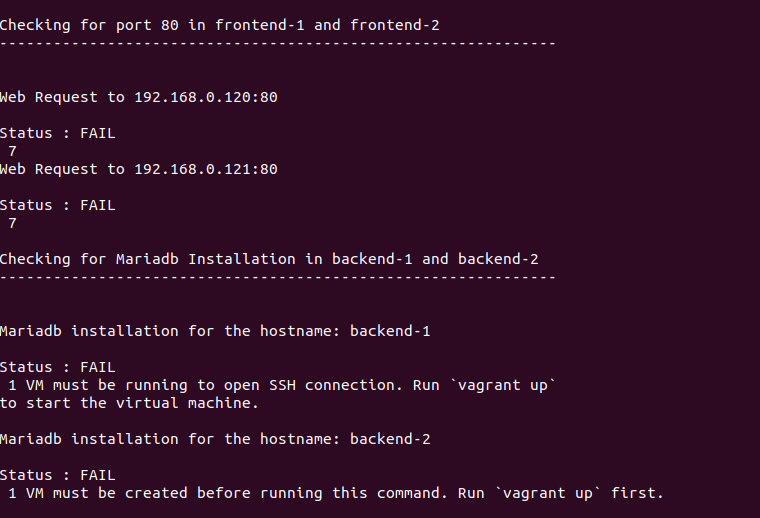 Checking for port 80 in frontend-1 and frontend-2
--------------------------------------------------------------
Web Request to 192.168.0.120:80
Status : FAIL
7
Web Request to 192.168.0.121:80
Status : FAIL
7
Checking for Mariadb Installation in backend-1 and backend-2
--------------------------------------------------------------
Mariadb installation for the hostname: backend-1
Status : FAIL
1 VM must be running to open SSH connection. Run `vagrant up`
to start the virtual machine.
Mariadb installation for the hostname: backend-2
Status : FAIL
1 VM must be created before running this command. Run `vagrant up` first.